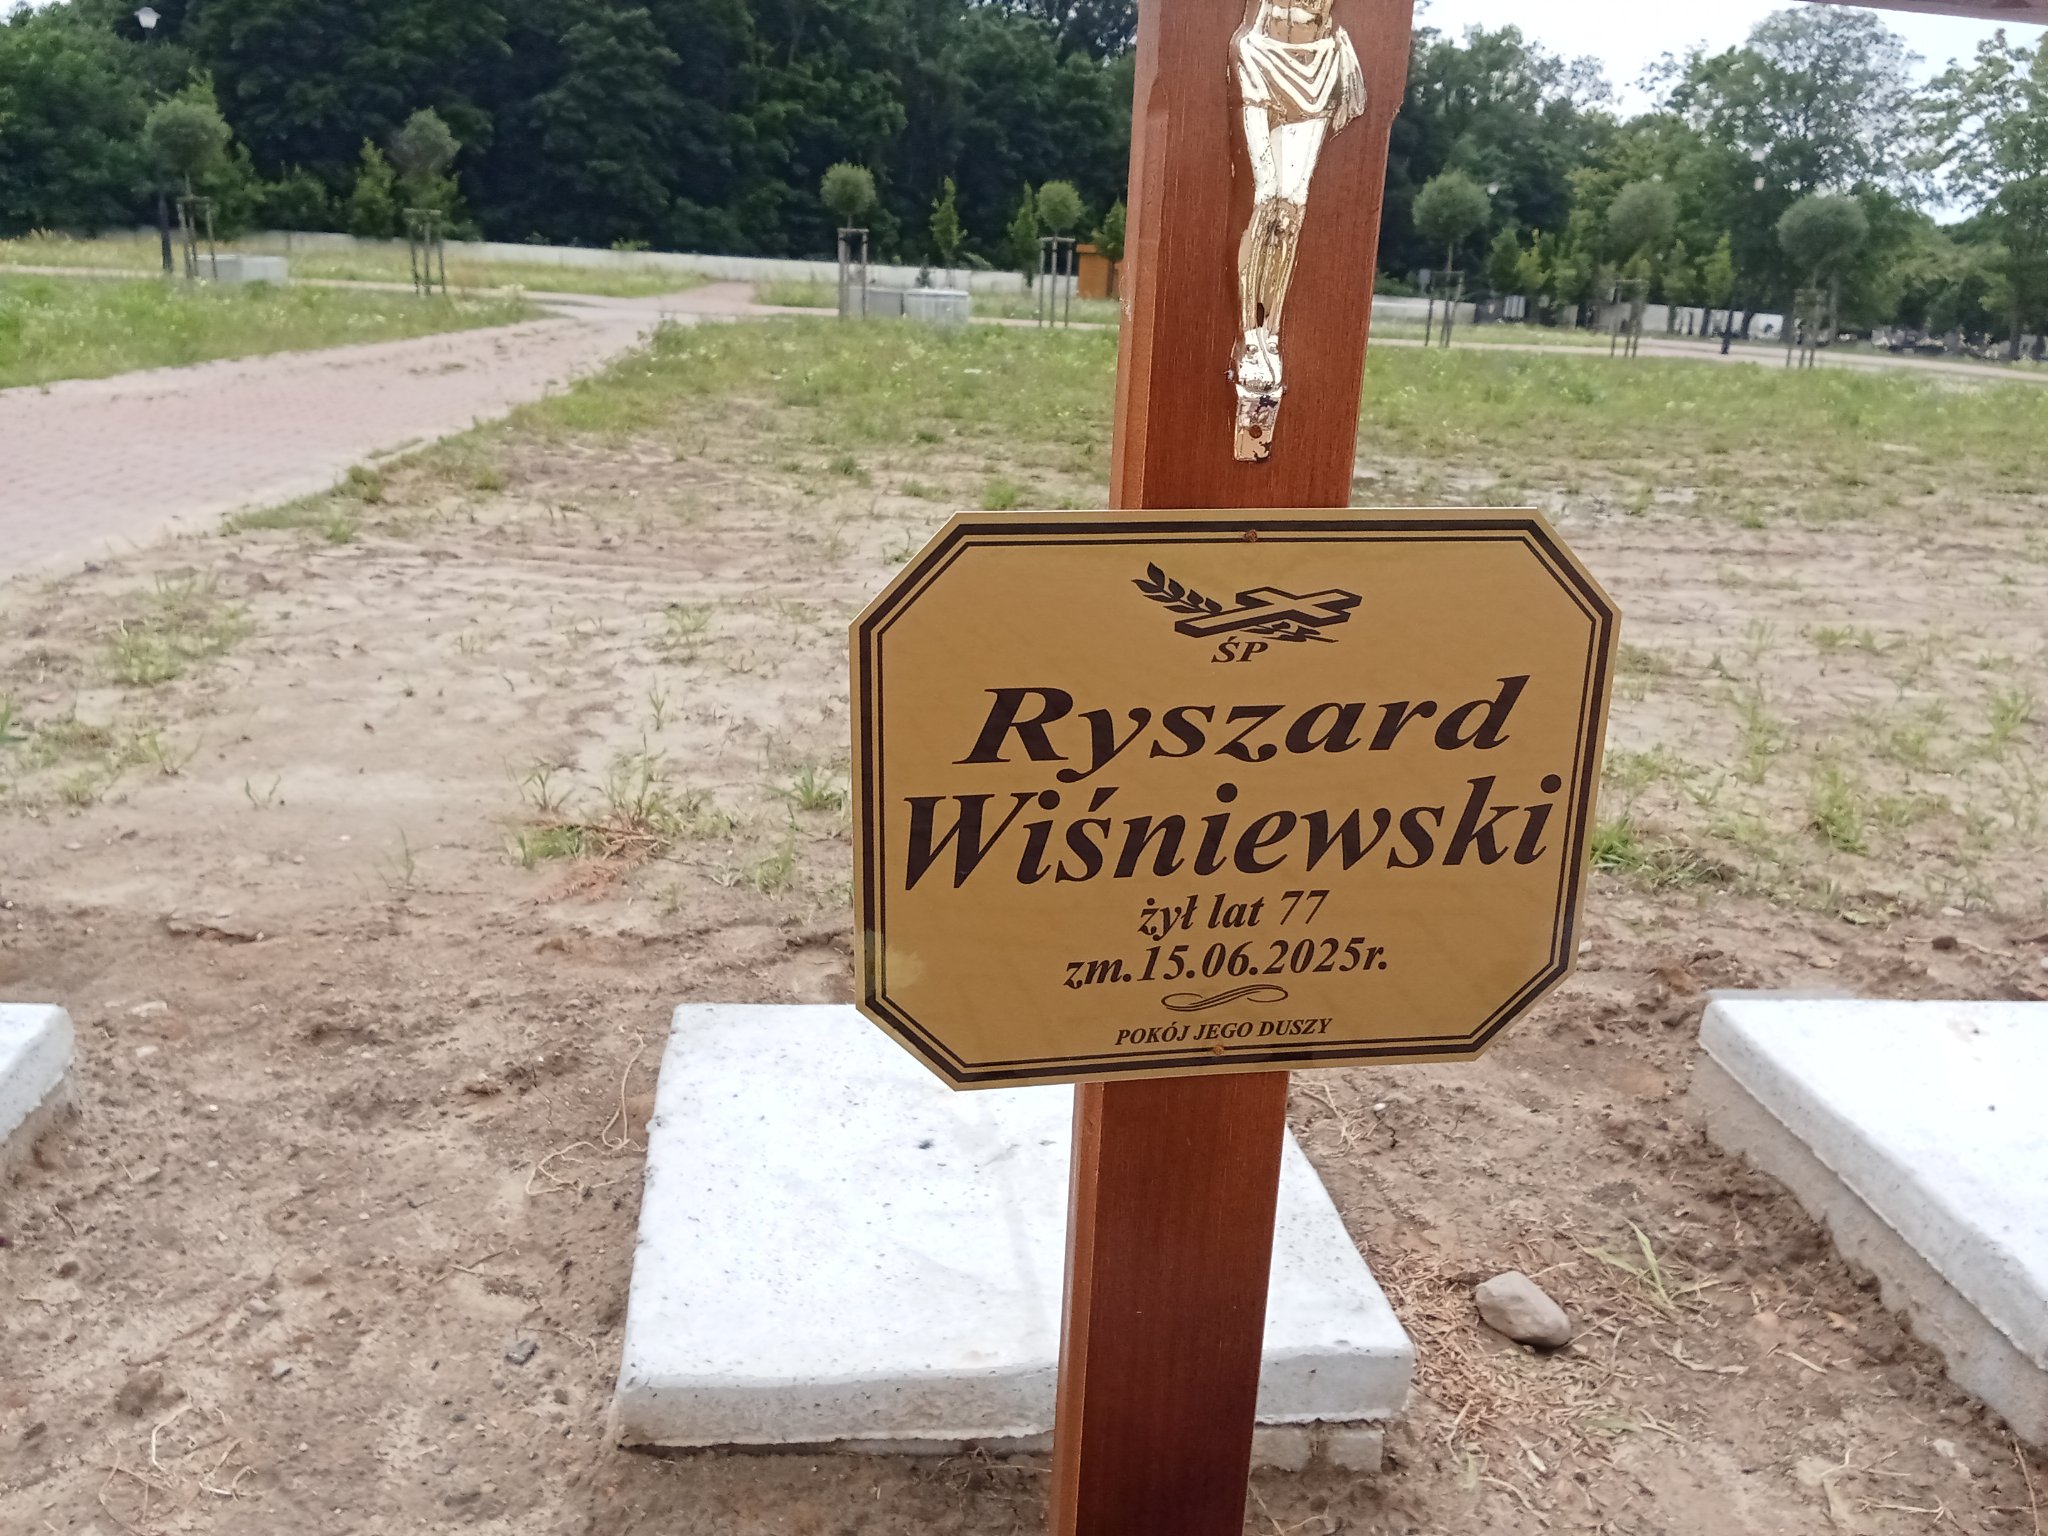 ŚP
Ryszard
Wiśniewski
żył lat 77
zm.15.06.2025r.
POKÓJ JEGO DUSZY